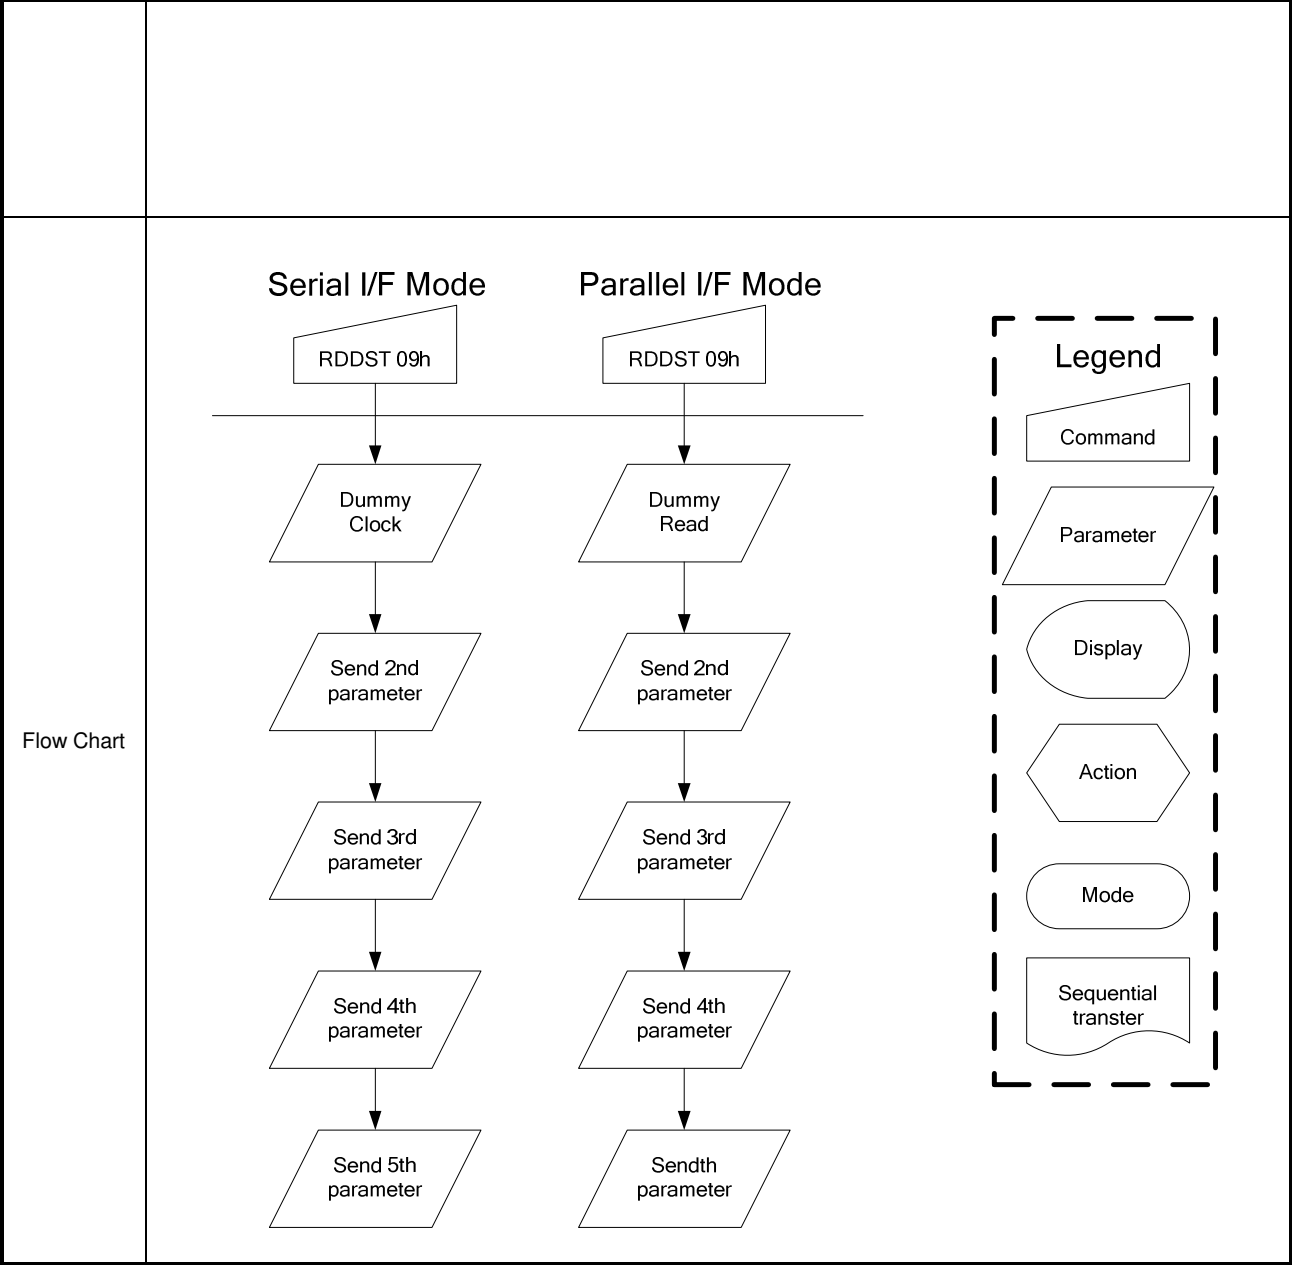 Flow Chart
Serial I/F Mode
RDDST 09h
Dummy
Clock
Send 2nd
parameter
Send 3rd
parameter
Send 4th
parameter
Send 5th
parameter
Parallel I/F Mode
RDDST 09h
Dummy
Read
Send 2nd
parameter
Send 3rd
parameter
Send 4th
parameter
Sendth
parameter
Legend
Command
Parameter
Display
Action
Mode
Sequential
transter